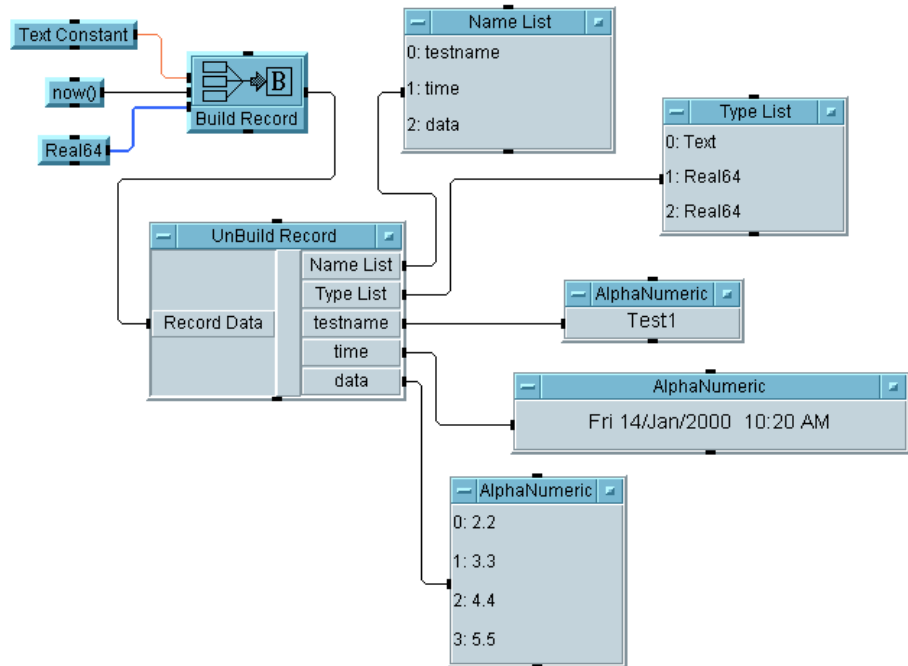 Text Constant
now()
Real64
B
Build Record
Name List
0: testname
1: time
2: data
Type List
0: Text
1: Real64
2: Real64
UnBuild Record
Record Data
Name List
Type List
testname
time
data
AlphaNumeric
Test1
AlphaNumeric
Fri 14/Jan/2000 10:20 AM
AlphaNumeric
0: 2.2
1: 3.3
2: 4.4
3: 5.5